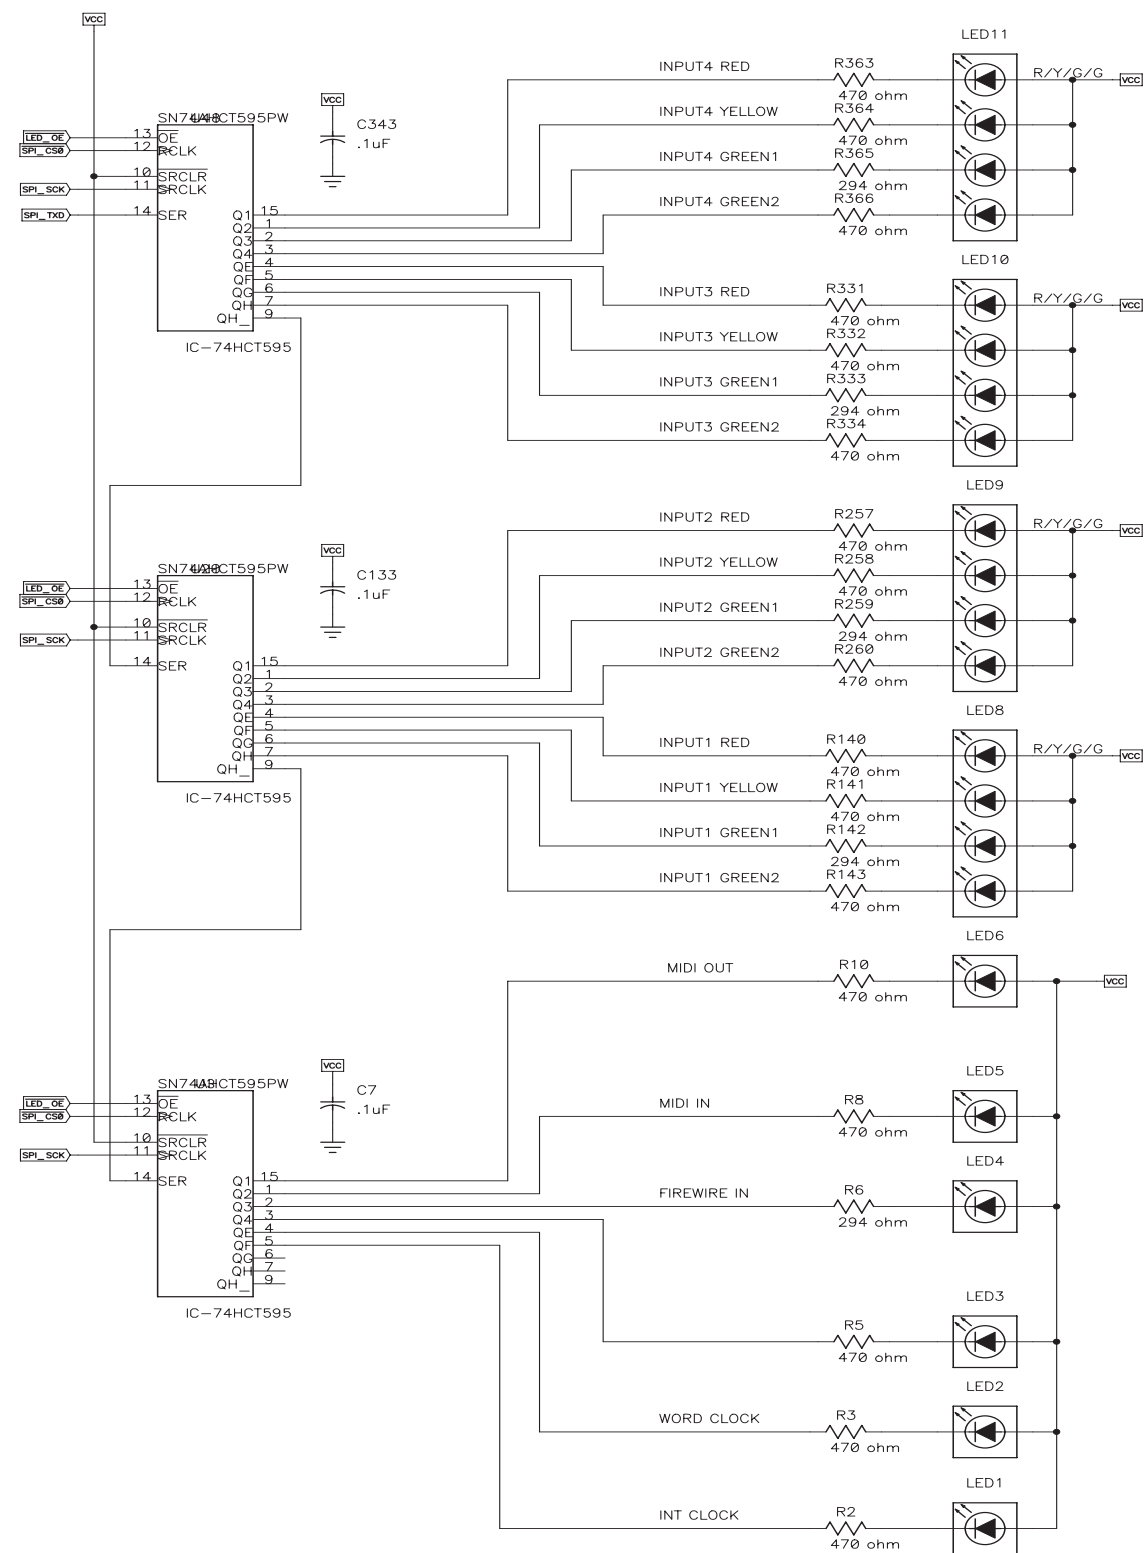 VCC
LED11
INPUT4 RED
R363
470 ohm
R/Y/G/G
VCC
INPUT4 YELLOW
R364
470 ohm
INPUT4 GREEN1
R365
294 ohm
INPUT4 GREEN2
R366
470 ohm
VCC
C343
.1uF
LED_OE
SPI_CS0
SPI_SCK
SPI_TXD
13 OE
12 RCLK
10 SRCLR
11 SRCLK
14 SER
Q1 15
Q2 1
Q3 2
Q4 3
QE 4
QF 5
QG 6
QH 7
QH_ 9
IC-74HCT595
LED10
INPUT3 RED
R331
470 ohm
R/Y/G/G
VCC
INPUT3 YELLOW
R332
470 ohm
INPUT3 GREEN1
R333
294 ohm
INPUT3 GREEN2
R334
470 ohm
LED9
INPUT2 RED
R257
470 ohm
R/Y/G/G
VCC
INPUT2 YELLOW
R258
470 ohm
INPUT2 GREEN1
R259
294 ohm
INPUT2 GREEN2
R260
470 ohm
VCC
C133
.1uF
LED_OE
SPI_CS0
SPI_SCK
13 OE
12 RCLK
10 SRCLR
11 SRCLK
14 SER
Q1 15
Q2 1
Q3 2
Q4 3
QE 4
QF 5
QG 6
QH 7
QH_ 9
IC-74HCT595
LED8
INPUT1 RED
R140
470 ohm
R/Y/G/G
VCC
INPUT1 YELLOW
R141
470 ohm
INPUT1 GREEN1
R142
294 ohm
INPUT1 GREEN2
R143
470 ohm
LED6
MIDI OUT
R10
470 ohm
VCC
VCC
C7
.1uF
LED_OE
SPI_CS0
SPI_SCK
13 OE
12 RCLK
10 SRCLR
11 SRCLK
14 SER
Q1 15
Q2 1
Q3 2
Q4 3
QE 4
QF 5
QG 6
QH 7
QH_ 9
IC-74HCT595
LED5
MIDI IN
R8
470 ohm
LED4
FIREWIRE IN
R6
294 ohm
LED3
R5
470 ohm
LED2
WORD CLOCK
R3
470 ohm
LED1
INT CLOCK
R2
470 ohm